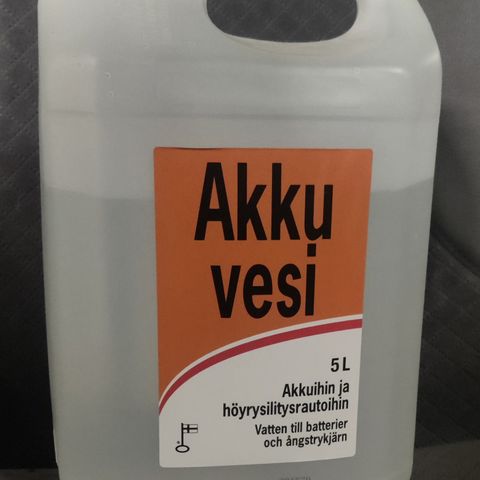 Akku
vesi
5 L
Akkuihin ja
höyrysilitysrautoihin
Vatten till batterier
och ångstrykjärn